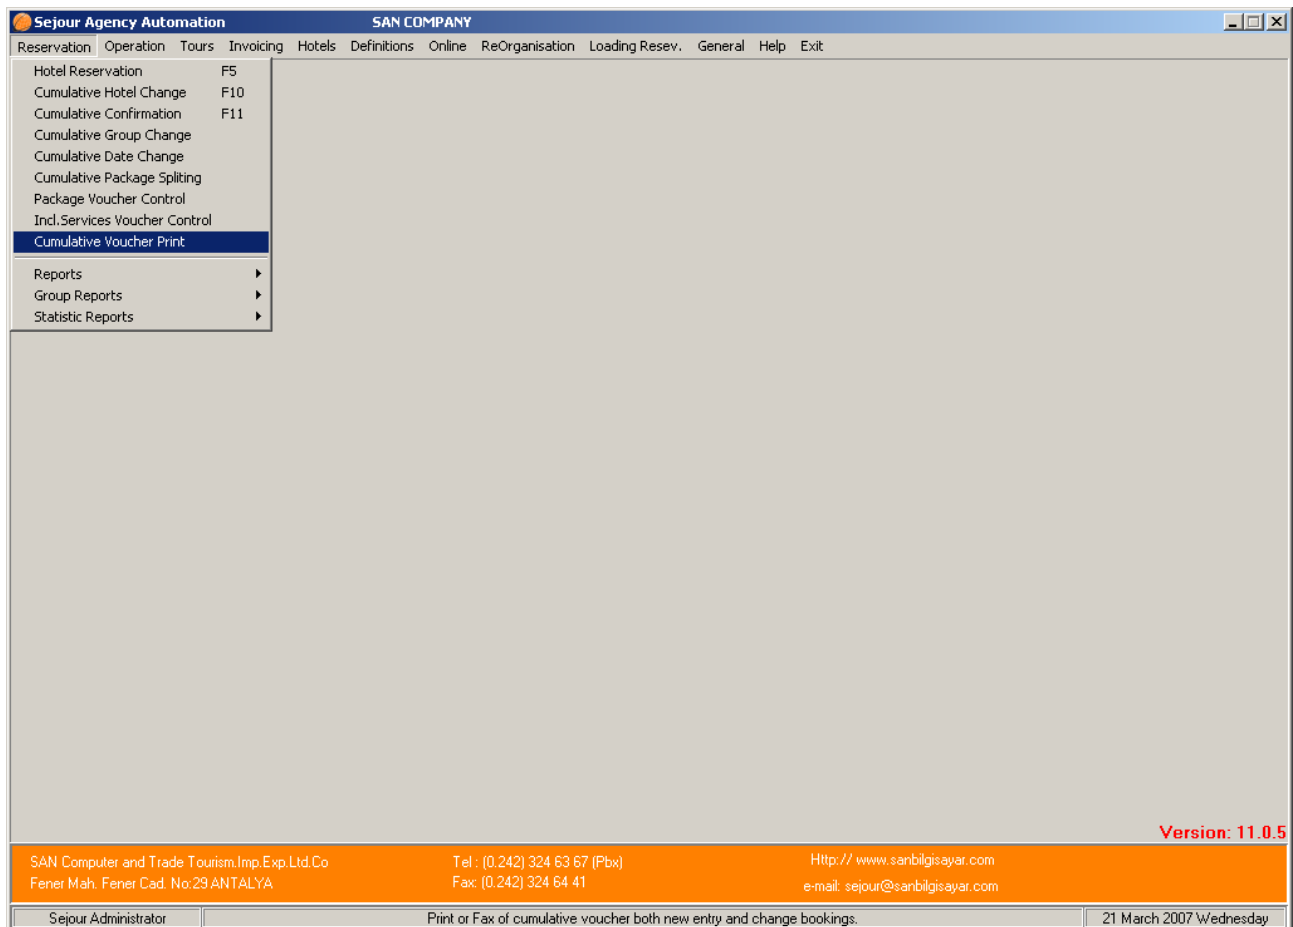 Sejour Agency Automation SAN COMPANY
Reservation Operation Tours Invoicing Hotels Definitions Online ReOrganisation Loading Resev. General Help Exit
Hotel Reservation F5
Cumulative Hotel Change F10
Cumulative Confirmation F11
Cumulative Group Change
Cumulative Date Change
Cumulative Package Spliting
Package Voucher Control
Incl.Services Voucher Control
Cumulative Voucher Print
Reports
Group Reports
Statistic Reports
Version: 11.0.5
SAN Computer and Trade Tourism.Imp.Exp.Ltd.Co Tel : (0.242) 324 63 67 (Pbx) Http:// www.sanbilgisayar.com
Fener Mah. Fener Cad. No:29 ANTALYA Fax: (0.242) 324 64 41 e-mail: sejour@sanbilgisayar.com
Sejour Administrator Print or Fax of cumulative voucher both new entry and change bookings. 21 March 2007 Wednesday